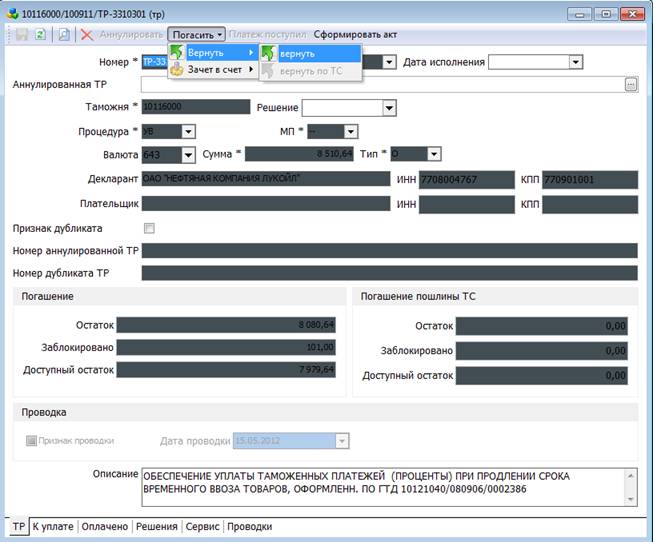 10116000/100911/ТР-3310301 (тр)
Аннулировать Погасить Платеж поступил Сформировать акт
Вернуть вернуть
Зачет в счет вернуть по ТС
Номер * ТР-33 Дата исполнения
Аннулированная ТР
Таможня * 10116000 Решение
Процедура * УВ МП * --
Валюта 643 Сумма * 8 510,64 Тип * О
Декларант ОАО "НЕФТЯНАЯ КОМПАНИЯ ЛУКОЙЛ" ИНН 7708004767 КПП 770901001
Плательщик ИНН КПП
Признак дубликата
Номер аннулированной ТР
Номер дубликата ТР
Погашение Погашение пошлины ТС
Остаток 8 080,64 Остаток 0,00
Заблокировано 101,00 Заблокировано 0,00
Доступный остаток 7 979,64 Доступный остаток 0,00
Проводка
Признак проводки Дата проводки 15.05.2012
Описание ОБЕСПЕЧЕНИЕ УПЛАТЫ ТАМОЖЕННЫХ ПЛАТЕЖЕЙ (ПРОЦЕНТЫ) ПРИ ПРОДЛЕНИИ СРОКА
ВРЕМЕННОГО ВВОЗА ТОВАРОВ, ОФОРМЛЕНН. ПО ГТД 10121040/080906/0002386
ТР К уплате Оплачено Решения Сервис Проводки